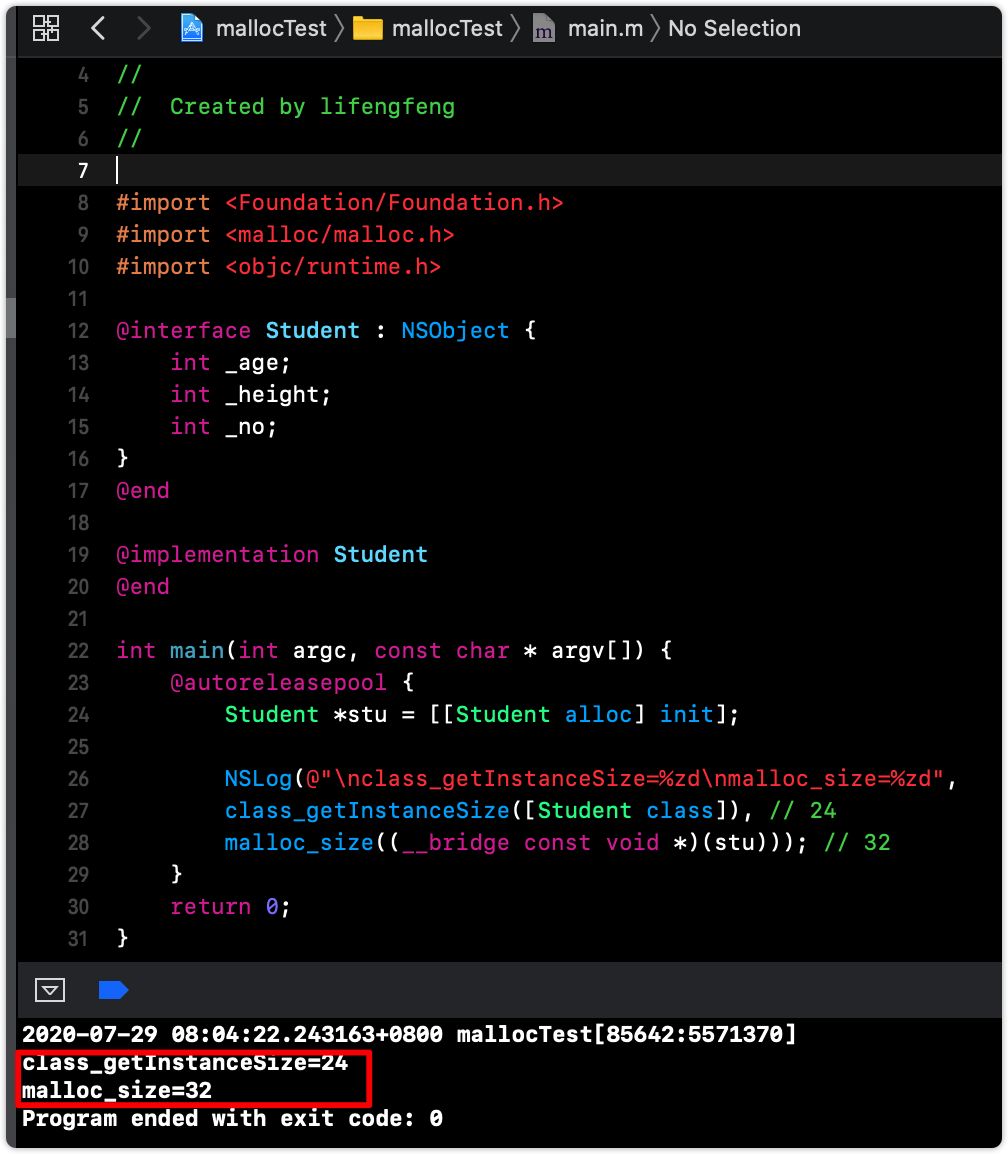 mallocTest 〉 mallocTest 〉 m main.m 〉 No Selection
4 //
5 //  Created by lifengfeng
6 //
7
8 #import <Foundation/Foundation.h>
9 #import <malloc/malloc.h>
10 #import <objc/runtime.h>
11
12 @interface Student : NSObject {
13     int _age;
14     int _height;
15     int _no;
16 }
17 @end
18
19 @implementation Student
20 @end
21
22 int main(int argc, const char * argv[]) {
23     @autoreleasepool {
24         Student *stu = [[Student alloc] init];
25
26         NSLog(@"\nclass_getInstanceSize=%zd\nmalloc_size=%zd",
27         class_getInstanceSize([Student class]), // 24
28         malloc_size((__bridge const void *)(stu))); // 32
29     }
30     return 0;
31 }
2020-07-29 08:04:22.243163+0800 mallocTest[85642:5571370]
class_getInstanceSize=24
malloc_size=32
Program ended with exit code: 0